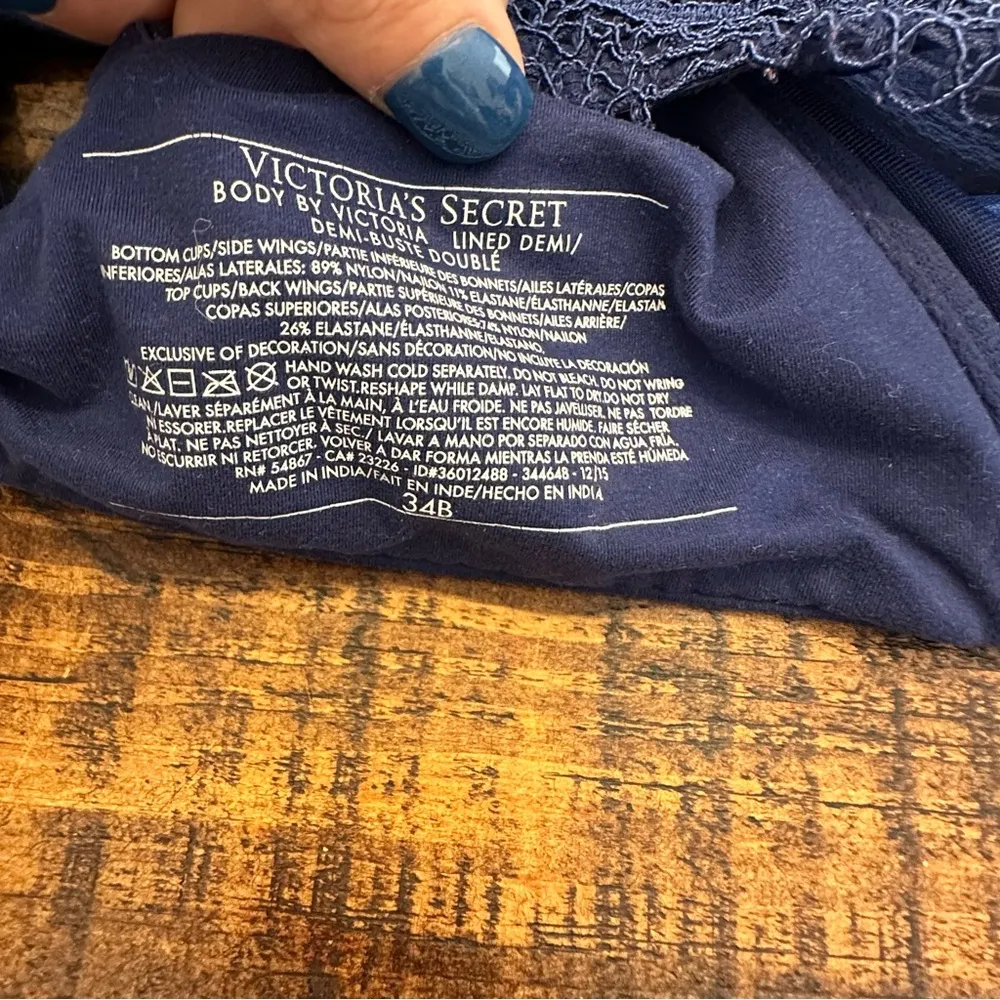 VICTORIA'S SECRET
BODY BY VICTORIA LINED DEMI/
DEMI-BUSTE DOUBLÉ
BOTTOM CUPS/SIDE WINGS/PARTIE INFÉRIEURE DES BONNETS/AILES LATÉRALES/COPAS
NFERIORES/ALAS LATERALES: 89% NYLON/NAILON 11% ELASTANE/ÉLASTHANNE/ELASTAN
TOP CUPS/BACK WINGS/PARTIE SUPÉRIEURE DES BONNETS/AILES ARRIÈRE/
COPAS SUPERIORES/ALAS POSTERIORES:74% NYLON/NAILON
26% ELASTANE/ÉLASTHANNE/ELASTANO
EXCLUSIVE OF DECORATION/SANS DÉCORATION/NO INCLUYE LA DECORACIÓN
HAND WASH COLD SEPARATELY. DO NOT BLEACH. DO NOT WRING
OR TWIST.RESHAPE WHILE DAMP. LAY FLAT TO DRY.DO NOT DRY
CLEAN./LAVER SÉPARÉMENT À LA MAIN, À L'EAU FROIDE. NE PAS JAVELLISER. NE PAS TORDRE
NI ESSORER.REPLACER LE VÊTEMENT LORSQU'IL EST ENCORE HUMIDE. FAIRE SÉCHER
À PLAT. NE PAS NETTOYER À SEC./ LAVAR A MANO POR SEPARADO CON AGUA FRÍA.
NO ESCURRIR NI RETORCER. VOLVER A DAR FORMA MIENTRAS LA PRENDA ESTÉ HÚMEDA
RN# 54867 - CA# 23226 - ID#36012488 - 344648 - 12/15
MADE IN INDIA/FAIT EN INDE/HECHO EN INDIA
34B